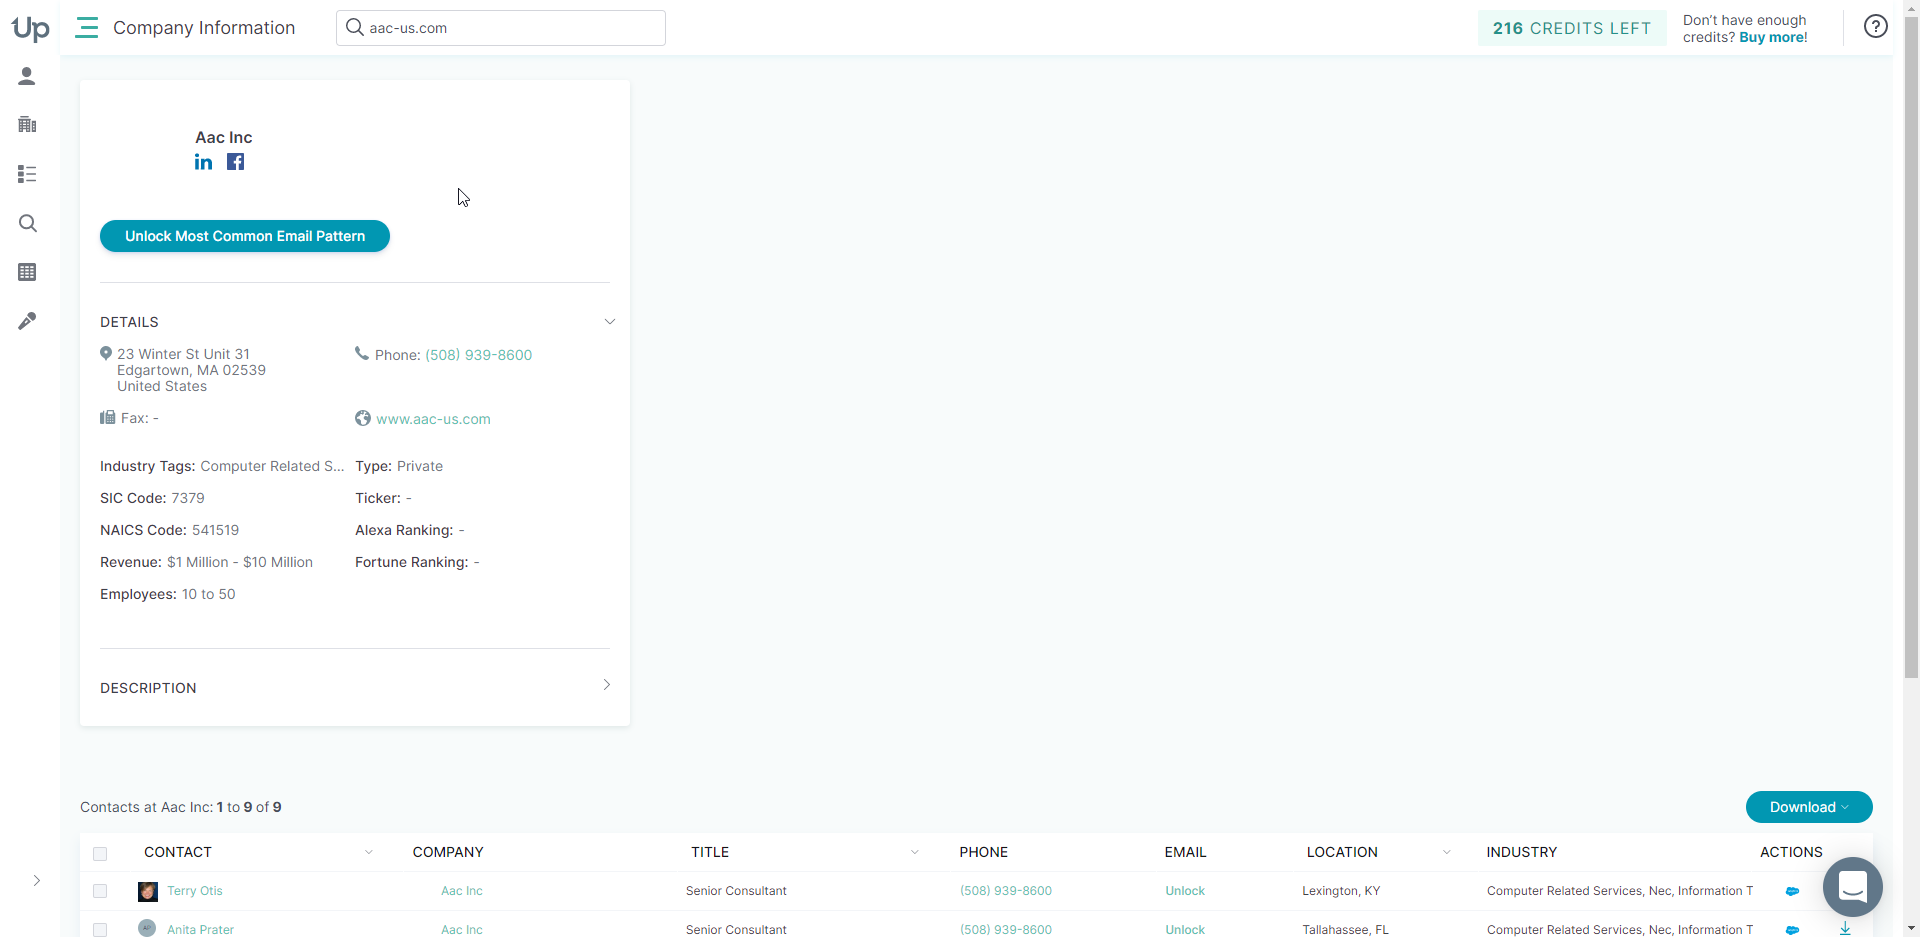 Up
Company Information
aac-us.com
216 CREDITS LEFT
Don't have enough
credits? Buy more!
?
Aac Inc
in f
Unlock Most Common Email Pattern
DETAILS
23 Winter St Unit 31
Edgartown, MA 02539
United States
Phone: (508) 939-8600
Fax: -
www.aac-us.com
Industry Tags: Computer Related S...
Type: Private
SIC Code: 7379
Ticker: -
NAICS Code: 541519
Alexa Ranking: -
Revenue: $1 Million - $10 Million
Fortune Ranking: -
Employees: 10 to 50
DESCRIPTION
Contacts at Aac Inc: 1 to 9 of 9
Download
CONTACT COMPANY TITLE PHONE EMAIL LOCATION INDUSTRY ACTIONS
Terry Otis Aac Inc Senior Consultant (508) 939-8600 Unlock Lexington, KY Computer Related Services, Nec, Information T
AP Anita Prater Aac Inc Senior Consultant (508) 939-8600 Unlock Tallahassee, FL Computer Related Services, Nec, Information T